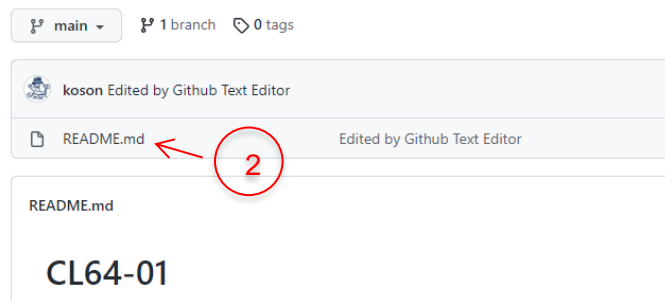 main 1 branch 0 tags
koson Edited by Github Text Editor
README.md Edited by Github Text Editor
2
README.md
CL64-01